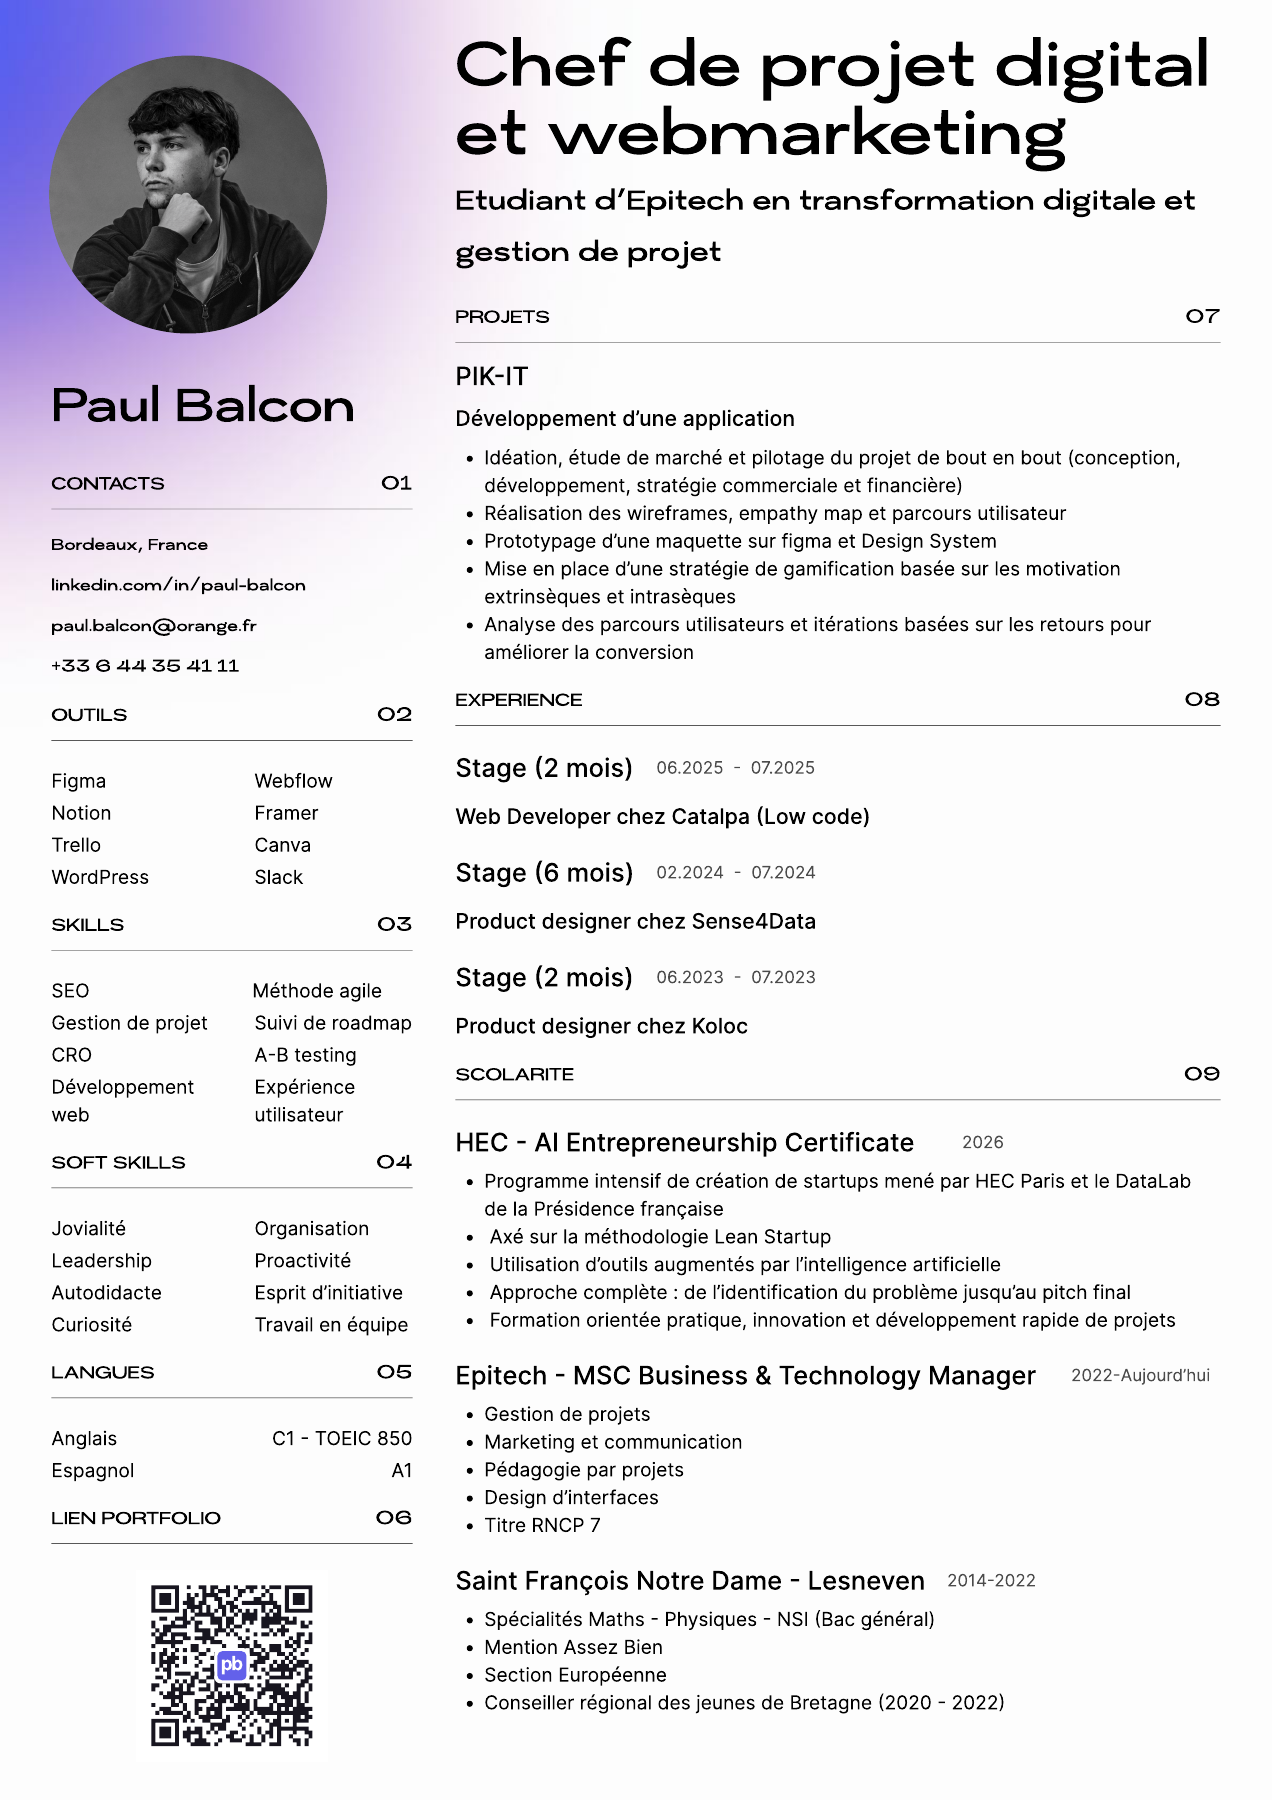 Chef de projet digital
et webmarketing
Etudiant d'Epitech en transformation digitale et
gestion de projet
Paul Balcon
CONTACTS 01
Bordeaux, France
linkedin.com/in/paul-balcon
paul.balcon@orange.fr
+33 6 44 35 41 11
OUTILS 02
Figma Webflow
Notion Framer
Trello Canva
WordPress Slack
SKILLS 03
SEO Méthode agile
Gestion de projet Suivi de roadmap
CRO A-B testing
Développement Expérience
web utilisateur
SOFT SKILLS 04
Jovialité Organisation
Leadership Proactivité
Autodidacte Esprit d'initiative
Curiosité Travail en équipe
LANGUES 05
Anglais C1 - TOEIC 850
Espagnol A1
LIEN PORTFOLIO 06
pb
PROJETS 07
PIK-IT
Développement d'une application
• Idéation, étude de marché et pilotage du projet de bout en bout (conception,
développement, stratégie commerciale et financière)
• Réalisation des wireframes, empathy map et parcours utilisateur
• Prototypage d'une maquette sur figma et Design System
• Mise en place d'une stratégie de gamification basée sur les motivation
extrinsèques et intrasèques
• Analyse des parcours utilisateurs et itérations basées sur les retours pour
améliorer la conversion
EXPERIENCE 08
Stage (2 mois) 06.2025 - 07.2025
Web Developer chez Catalpa (Low code)
Stage (6 mois) 02.2024 - 07.2024
Product designer chez Sense4Data
Stage (2 mois) 06.2023 - 07.2023
Product designer chez Koloc
SCOLARITE 09
HEC - AI Entrepreneurship Certificate 2026
• Programme intensif de création de startups mené par HEC Paris et le DataLab
de la Présidence française
• Axé sur la méthodologie Lean Startup
• Utilisation d'outils augmentés par l'intelligence artificielle
• Approche complète : de l'identification du problème jusqu'au pitch final
• Formation orientée pratique, innovation et développement rapide de projets
Epitech - MSC Business & Technology Manager 2022-Aujourd'hui
• Gestion de projets
• Marketing et communication
• Pédagogie par projets
• Design d'interfaces
• Titre RNCP 7
Saint François Notre Dame - Lesneven 2014-2022
• Spécialités Maths - Physiques - NSI (Bac général)
• Mention Assez Bien
• Section Européenne
• Conseiller régional des jeunes de Bretagne (2020 - 2022)